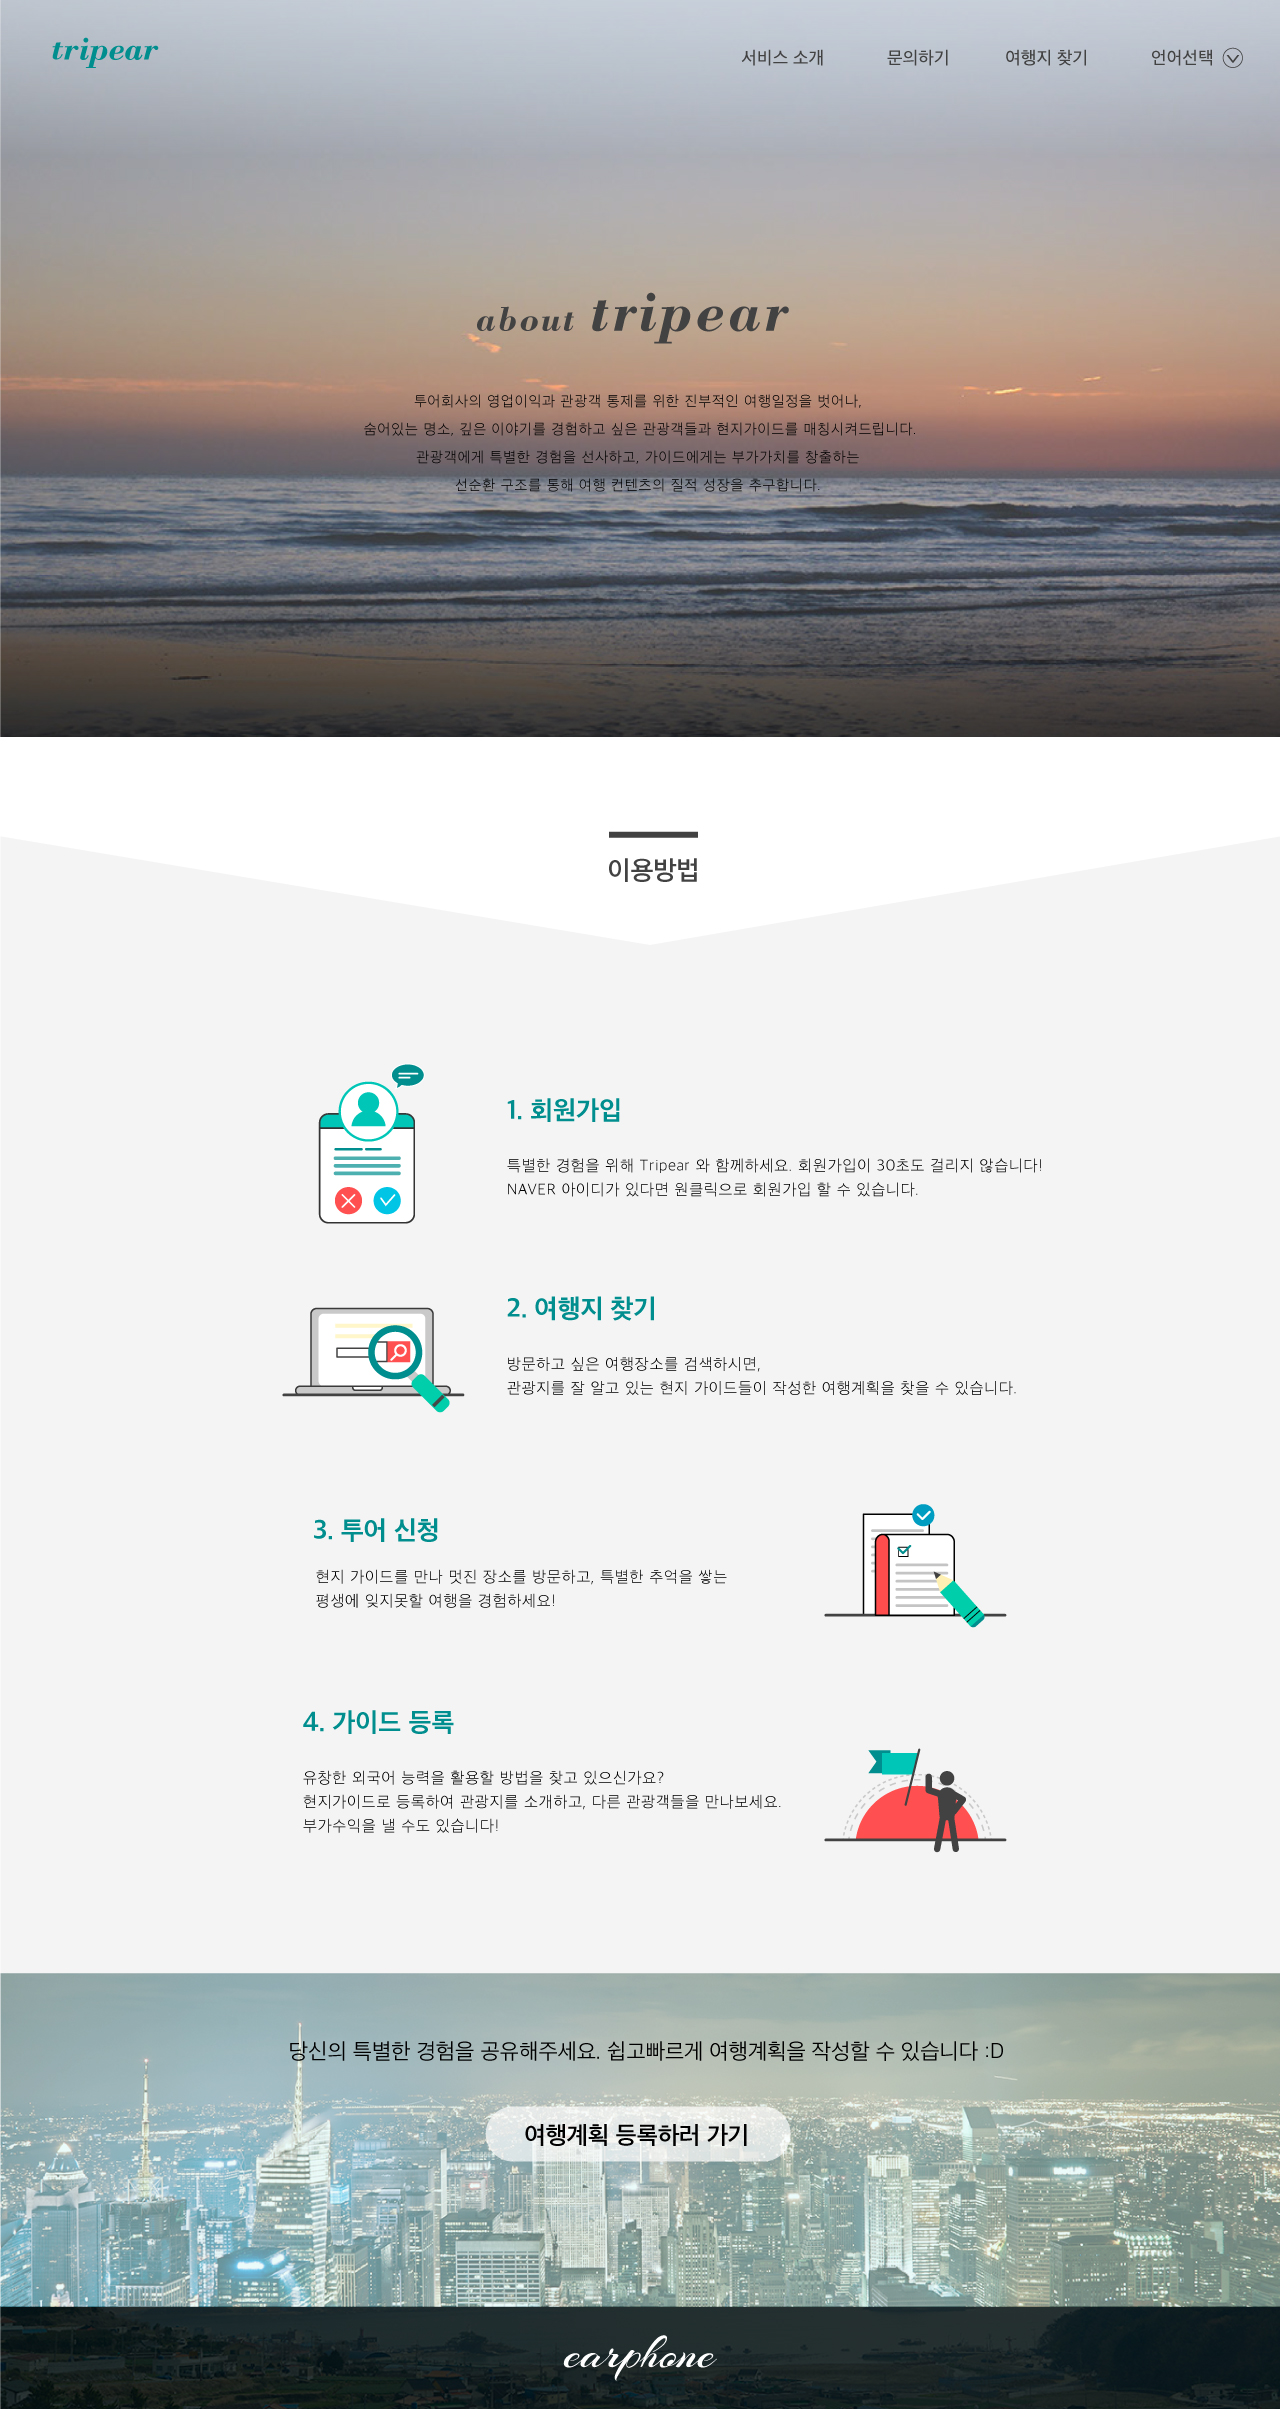 tripear
서비스 소개
문의하기
여행지 찾기
언어선택
about tripear
투어회사의 영업이익과 관광객 통제를 위한 진부적인 여행일정을 벗어나,
숨어있는 명소, 깊은 이야기를 경험하고 싶은 관광객들과 현지가이드를 매칭시켜드립니다.
관광객에게 특별한 경험을 선사하고, 가이드에게는 부가가치를 창출하는
선순환 구조를 통해 여행 컨텐츠의 질적 성장을 추구합니다.
이용방법
1. 회원가입
특별한 경험을 위해 Tripear 와 함께하세요. 회원가입이 30초도 걸리지 않습니다!
NAVER 아이디가 있다면 원클릭으로 회원가입 할 수 있습니다.
2. 여행지 찾기
방문하고 싶은 여행장소를 검색하시면,
관광지를 잘 알고 있는 현지 가이드들이 작성한 여행계획을 찾을 수 있습니다.
3. 투어 신청
현지 가이드를 만나 멋진 장소를 방문하고, 특별한 추억을 쌓는
평생에 잊지못할 여행을 경험하세요!
4. 가이드 등록
유창한 외국어 능력을 활용할 방법을 찾고 있으신가요?
현지가이드로 등록하여 관광지를 소개하고, 다른 관광객들을 만나보세요.
부가수익을 낼 수도 있습니다!
당신의 특별한 경험을 공유해주세요. 쉽고빠르게 여행계획을 작성할 수 있습니다 :D
여행계획 등록하러 가기
MetLife
earphone